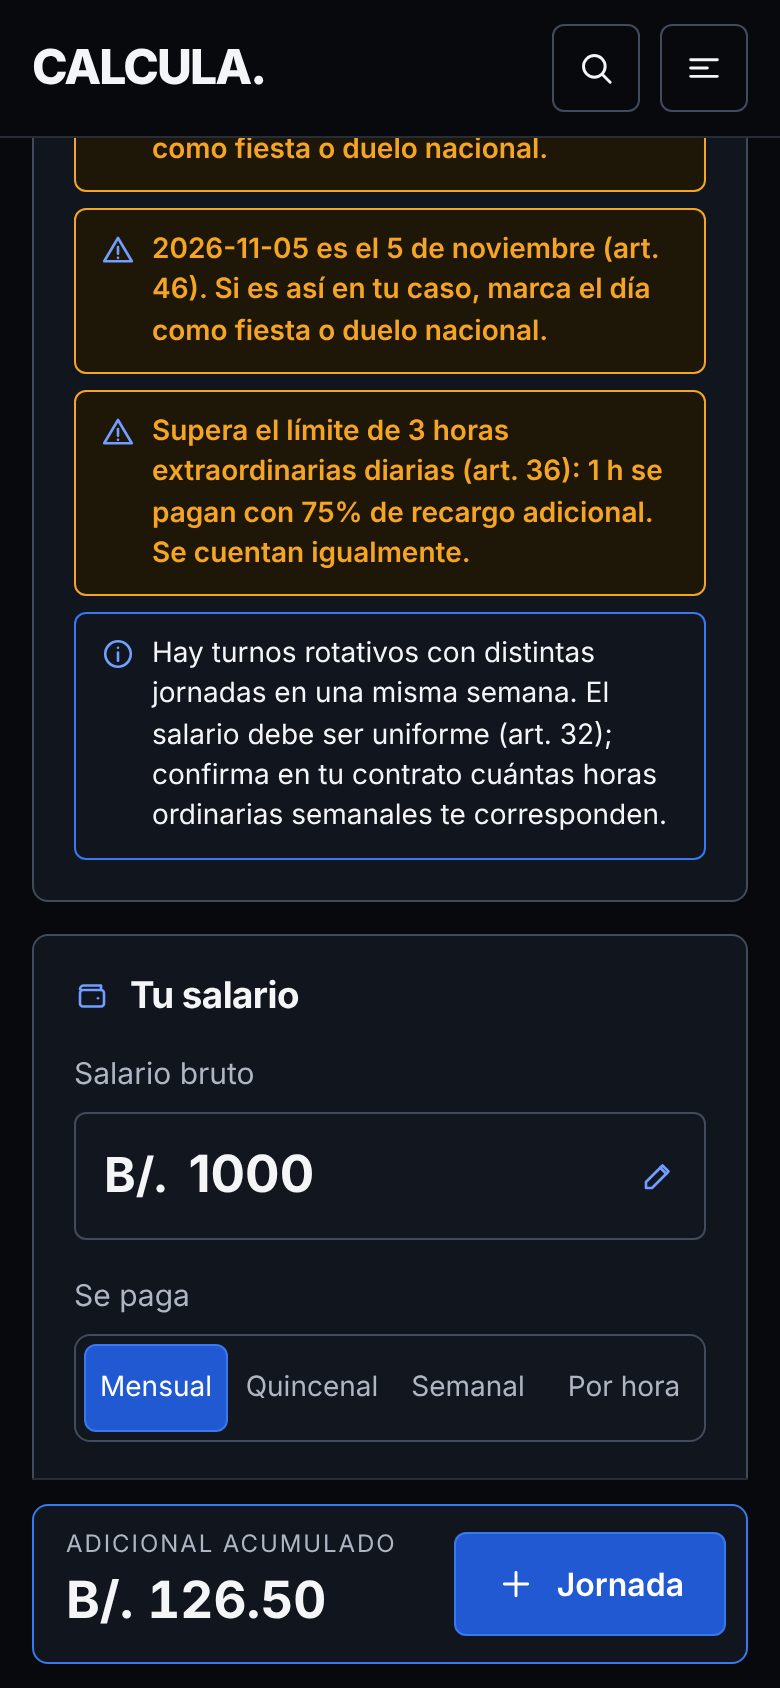 CALCULA.
como fiesta o duelo nacional.
2026-11-05 es el 5 de noviembre (art.
46). Si es así en tu caso, marca el día
como fiesta o duelo nacional.
Supera el límite de 3 horas
extraordinarias diarias (art. 36): 1 h se
pagan con 75% de recargo adicional.
Se cuentan igualmente.
Hay turnos rotativos con distintas
jornadas en una misma semana. El
salario debe ser uniforme (art. 32);
confirma en tu contrato cuántas horas
ordinarias semanales te corresponden.
Tu salario
Salario bruto
B/. 1000
Se paga
Mensual Quincenal Semanal Por hora
ADICIONAL ACUMULADO
B/. 126.50
+ Jornada